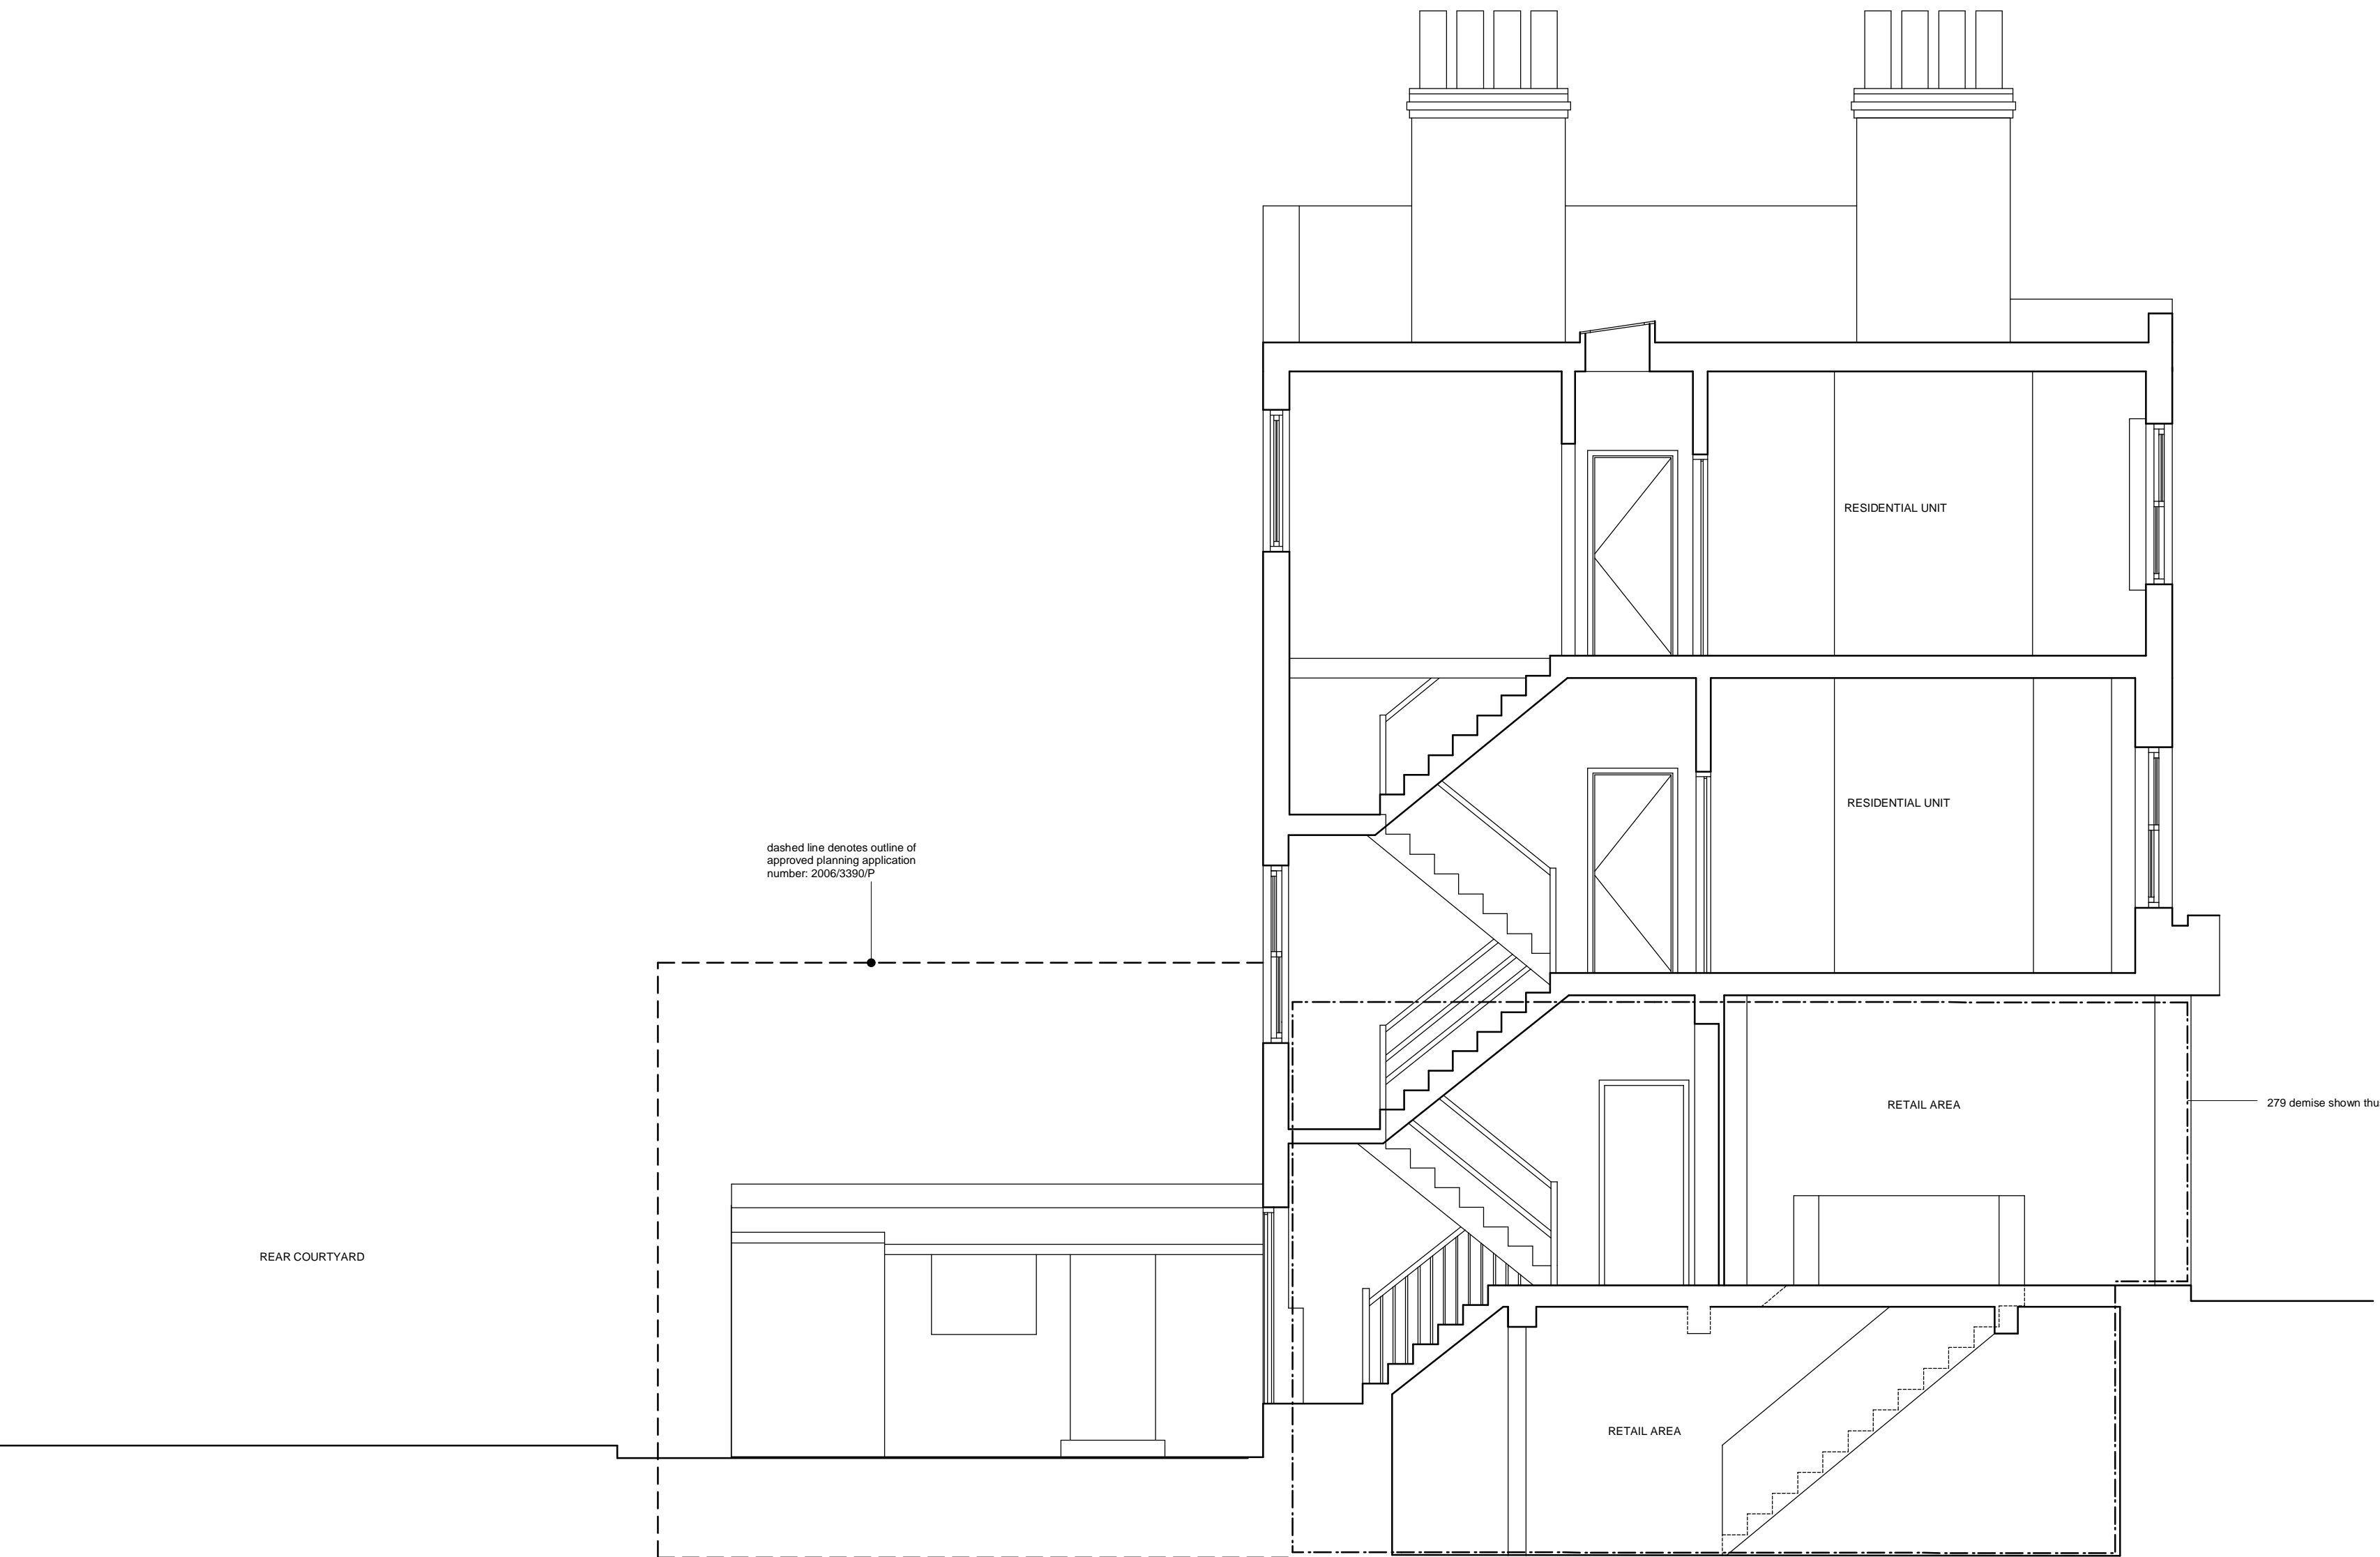 RESIDENTIAL UNIT
RESIDENTIAL UNIT
dashed line denotes outline of
approved planning application
number: 2006/3390/P
RETAIL AREA
279 demise shown thu
REAR COURTYARD
RETAIL AREA